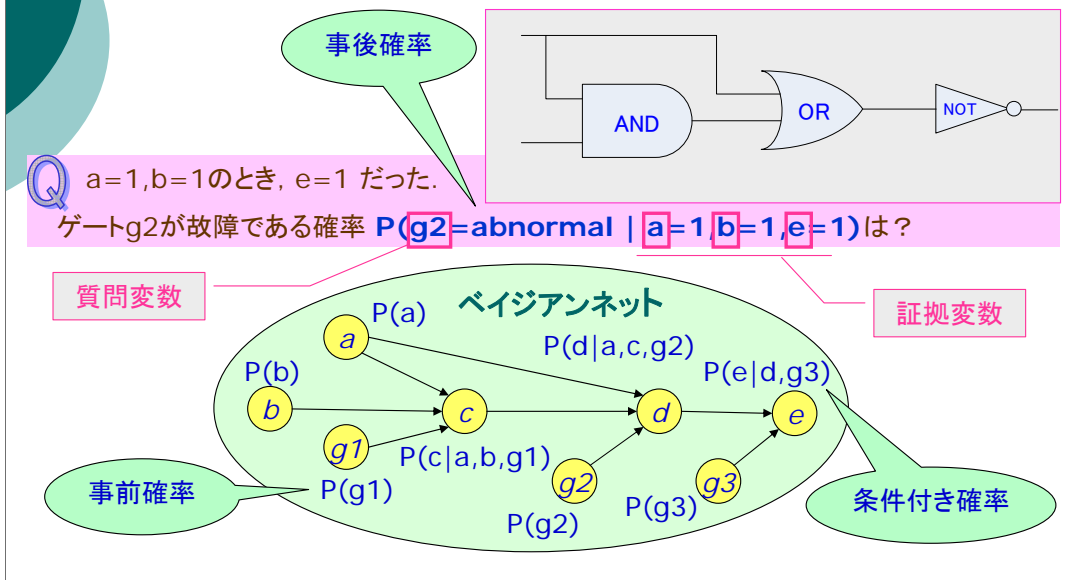 事後確率
AND
OR
NOT
Q a=1,b=1のとき, e=1 だった.
ゲートg2が故障である確率 P(g2=abnormal | a=1,b=1,e=1)は?
質問変数
証拠変数
ベイジアンネット
P(a)
a
P(d|a,c,g2)
P(b)
P(e|d,g3)
b
c
d
e
g1
P(c|a,b,g1)
g2
g3
事前確率
P(g1)
P(g2)
P(g3)
条件付き確率